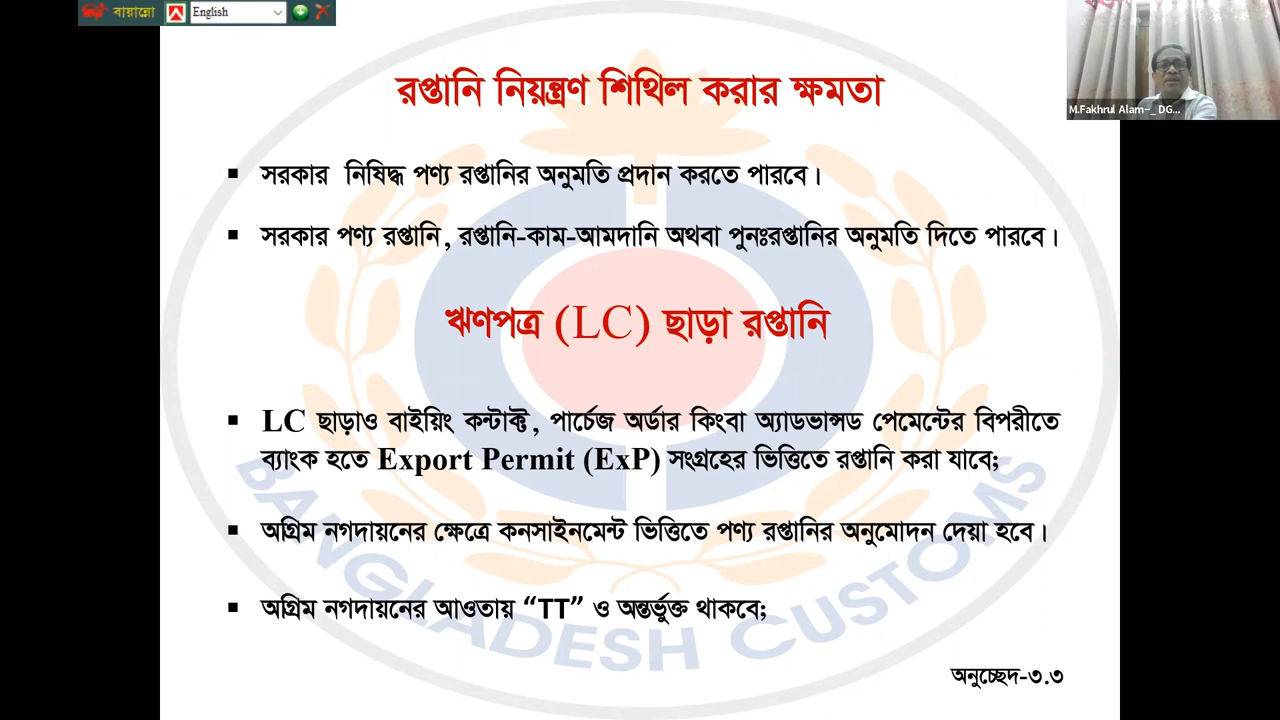 বায়ান্নো English
M.Fakhrul Alam-_ DG...
রপ্তানি নিয়ন্ত্রণ শিথিল করার ক্ষমতা
সরকার নিষিদ্ধ পণ্য রপ্তানির অনুমতি প্রদান করতে পারবে।
সরকার পণ্য রপ্তানি, রপ্তানি-কাম-আমদানি অথবা পুনঃরপ্তানির অনুমতি দিতে পারবে।
ঋণপত্র (LC) ছাড়া রপ্তানি
LC ছাড়াও বাইয়িং কন্টাক্ট, পার্চেজ অর্ডার কিংবা অ্যাডভান্সড পেমেন্টের বিপরীতে
ব্যাংক হতে Export Permit (ExP) সংগ্রহের ভিত্তিতে রপ্তানি করা যাবে;
অগ্রিম নগদায়নের ক্ষেত্রে কনসাইনমেন্ট ভিত্তিতে পণ্য রপ্তানির অনুমোদন দেয়া হবে।
অগ্রিম নগদায়নের আওতায় “TT” ও অন্তর্ভুক্ত থাকবে;
BANGLADESH CUSTOMS
অনুচ্ছেদ-৩.৩